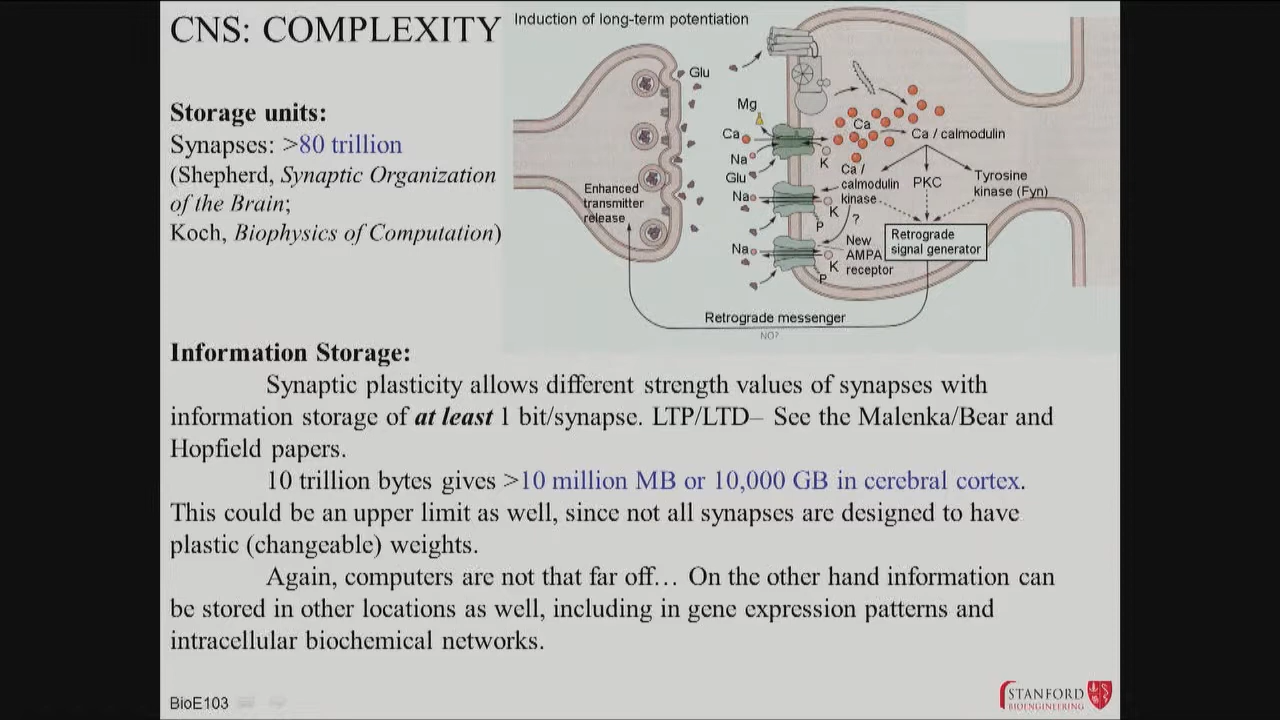 CNS: COMPLEXITY
Induction of long-term potentiation
Storage units:
Synapses: >80 trillion
(Shepherd, Synaptic Organization
of the Brain;
Koch, Biophysics of Computation)
Glu
Mg
Ca
Na
Glu
Na
Na
Enhanced
transmitter
release
Ca
Ca / calmodulin
K
Ca /
calmodulin
kinase
PKC
Tyrosine
kinase (Fyn)
K
P
?
New
AMPA
receptor
K
P
Retrograde
signal generator
Retrograde messenger
NO?
Information Storage:
Synaptic plasticity allows different strength values of synapses with
information storage of at least 1 bit/synapse. LTP/LTD– See the Malenka/Bear and
Hopfield papers.
10 trillion bytes gives >10 million MB or 10,000 GB in cerebral cortex.
This could be an upper limit as well, since not all synapses are designed to have
plastic (changeable) weights.
Again, computers are not that far off… On the other hand information can
be stored in other locations as well, including in gene expression patterns and
intracellular biochemical networks.
BioE103
STANFORD
BIOENGINEERING